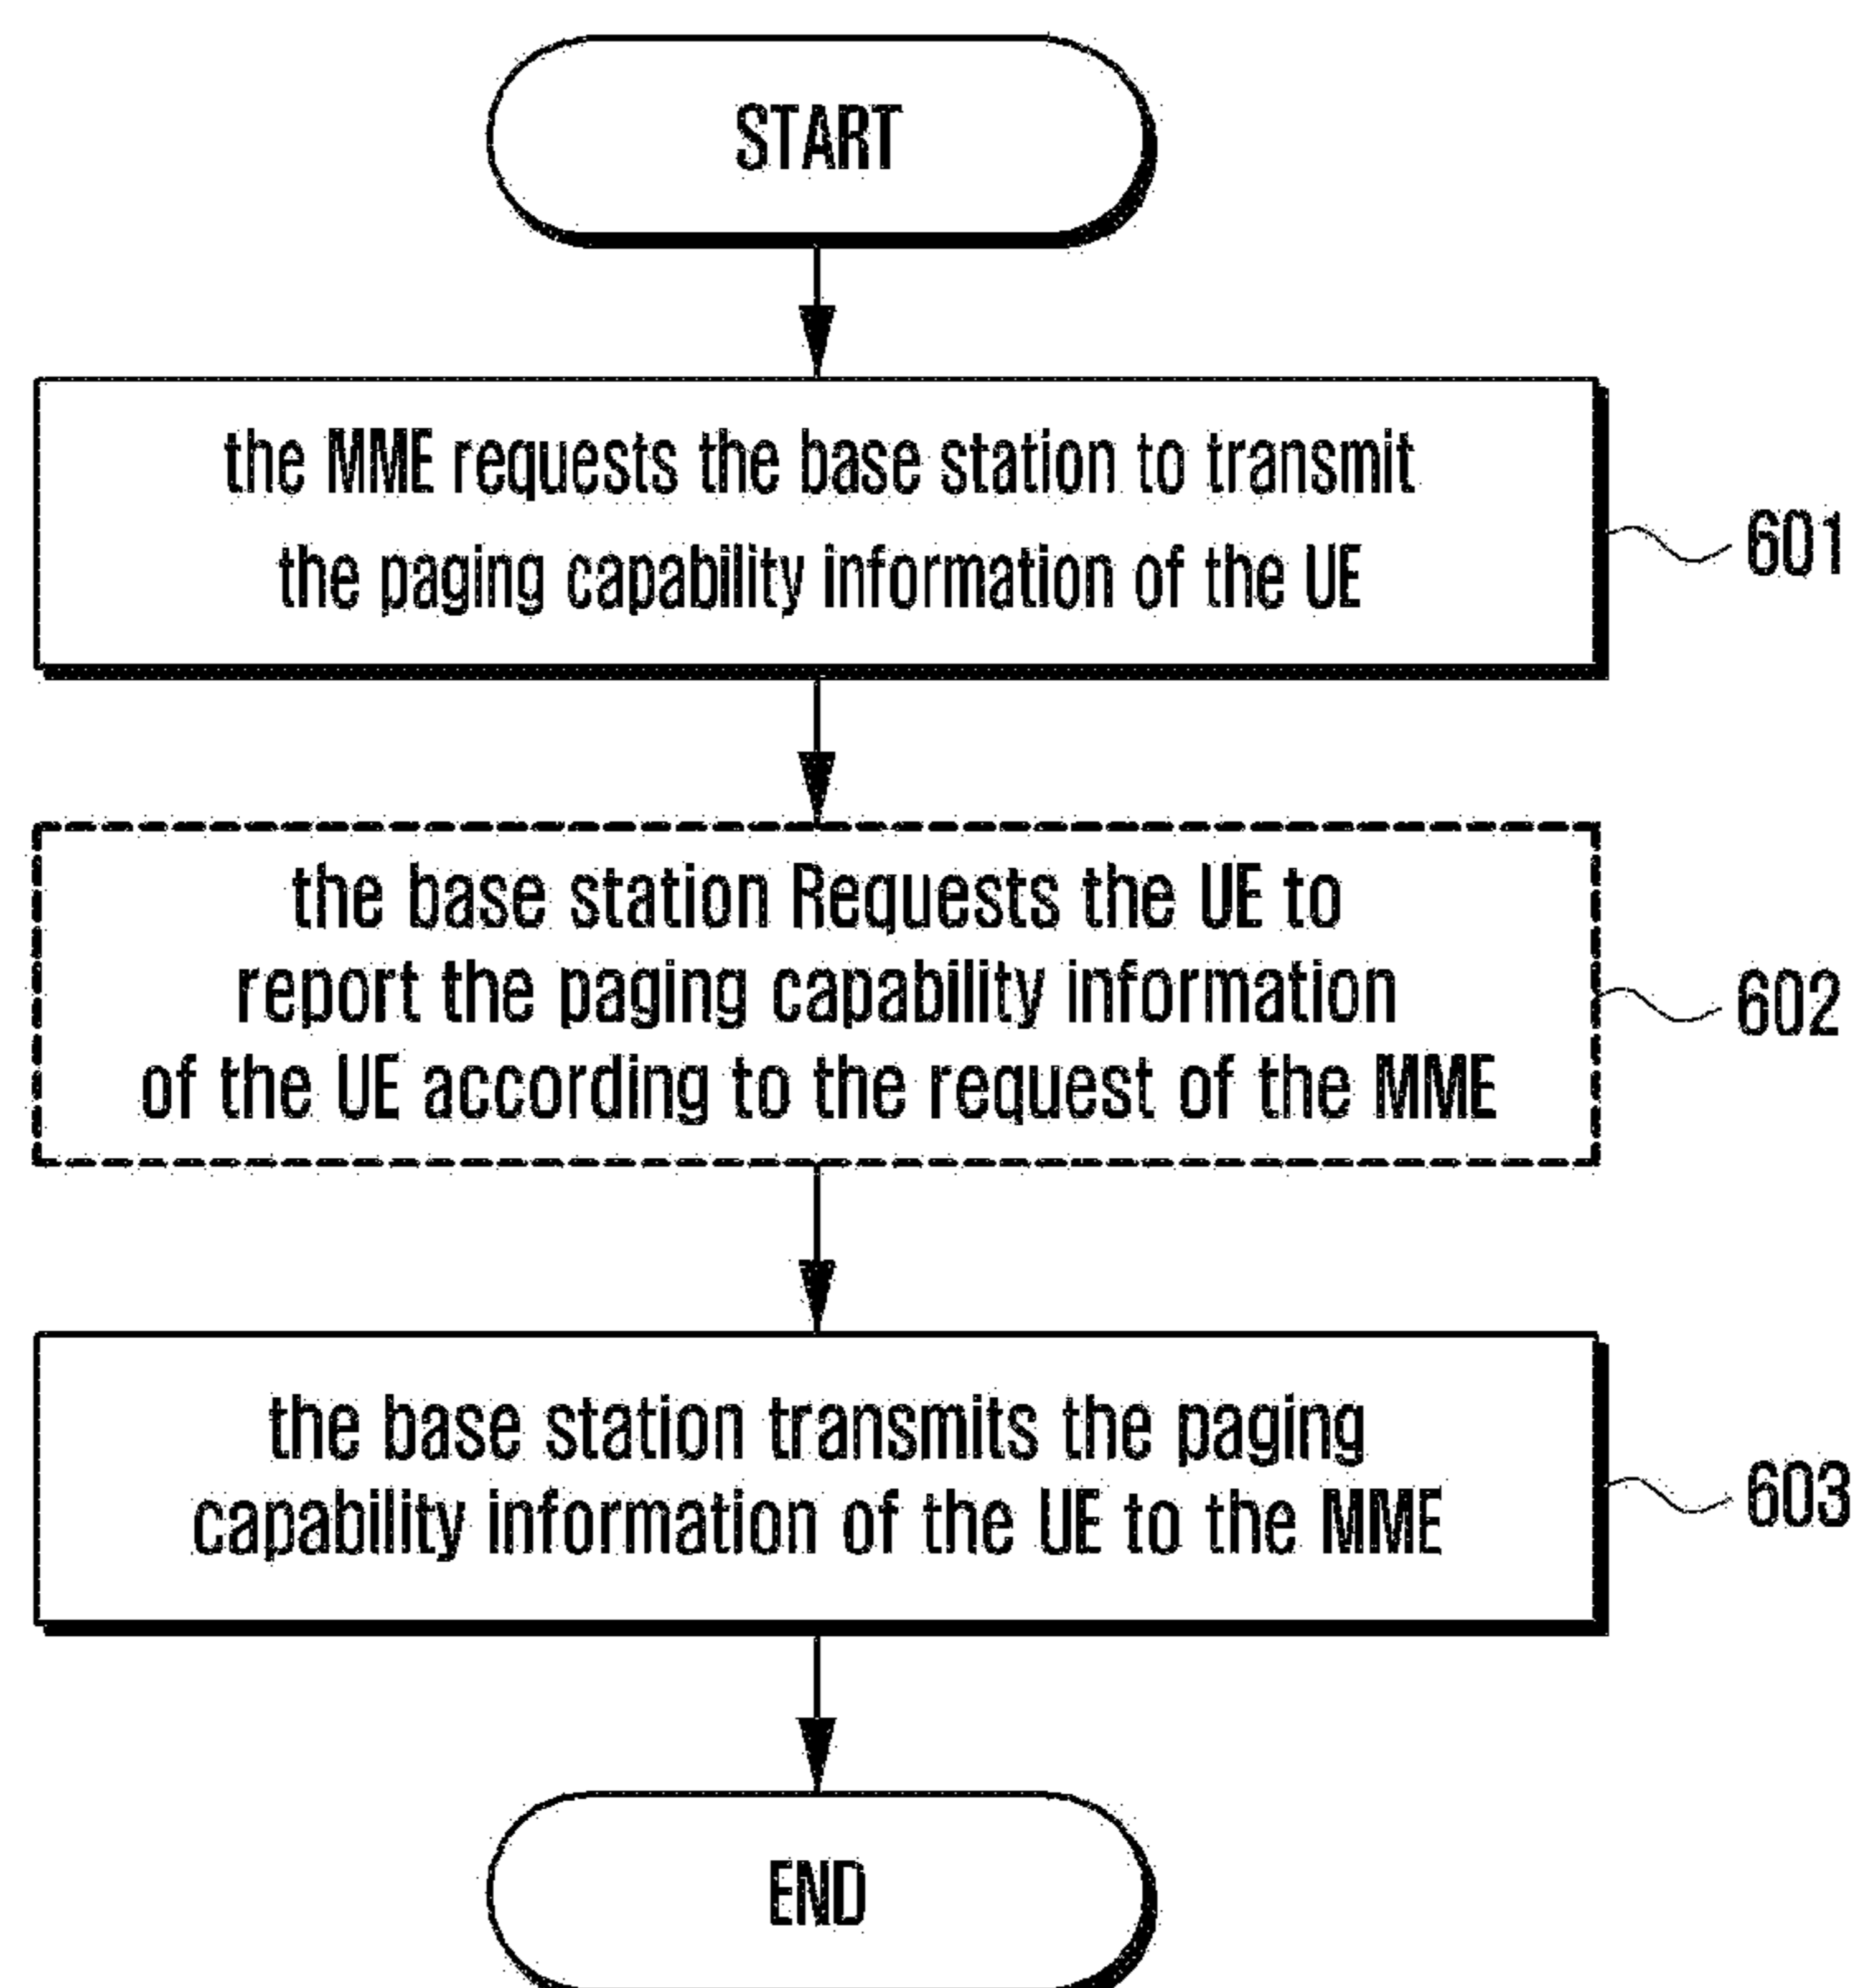 START
the MME requests the base station to transmit
the paging capability information of the UE
601
the base station Requests the UE to
report the paging capability information
of the UE according to the request of the MME
602
the base station transmits the paging
capability information of the UE to the MME
603
END